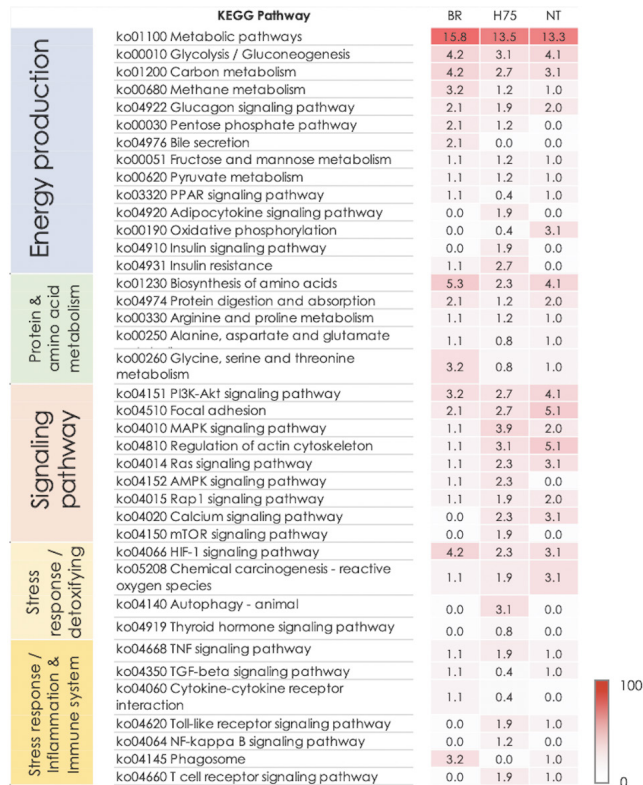 KEGG Pathway BR H75 NT
Energy production
ko01100 Metabolic pathways 15.8 13.5 13.3
ko00010 Glycolysis / Gluconeogenesis 4.2 3.1 4.1
ko01200 Carbon metabolism 4.2 2.7 3.1
ko00680 Methane metabolism 3.2 1.2 1.0
ko04922 Glucagon signaling pathway 2.1 1.9 2.0
ko00030 Pentose phosphate pathway 2.1 1.2 0.0
ko04976 Bile secretion 2.1 0.0 0.0
ko00051 Fructose and mannose metabolism 1.1 1.2 1.0
ko00620 Pyruvate metabolism 1.1 1.2 1.0
ko03320 PPAR signaling pathway 1.1 0.4 1.0
ko04920 Adipocytokine signaling pathway 0.0 1.9 0.0
ko00190 Oxidative phosphorylation 0.0 0.4 3.1
ko04910 Insulin signaling pathway 0.0 1.9 0.0
ko04931 Insulin resistance 1.1 2.7 0.0
Protein &
amino acid
metabolism
ko01230 Biosynthesis of amino acids 5.3 2.3 4.1
ko04974 Protein digestion and absorption 2.1 1.2 2.0
ko00330 Arginine and proline metabolism 1.1 1.2 1.0
ko00250 Alanine, aspartate and glutamate 1.1 0.8 1.0
ko00260 Glycine, serine and threonine
metabolism 3.2 0.8 1.0
Signaling
pathway
ko04151 PI3K-Akt signaling pathway 3.2 2.7 4.1
ko04510 Focal adhesion 2.1 2.7 5.1
ko04010 MAPK signaling pathway 1.1 3.9 2.0
ko04810 Regulation of actin cytoskeleton 1.1 3.1 5.1
ko04014 Ras signaling pathway 1.1 2.3 3.1
ko04152 AMPK signaling pathway 1.1 2.3 0.0
ko04015 Rap1 signaling pathway 1.1 1.9 2.0
ko04020 Calcium signaling pathway 0.0 2.3 3.1
ko04150 mTOR signaling pathway 0.0 1.9 0.0
Stress
response /
detoxifying
ko04066 HIF-1 signaling pathway 4.2 2.3 3.1
ko05208 Chemical carcinogenesis - reactive
oxygen species 1.1 1.9 3.1
ko04140 Autophagy - animal 0.0 3.1 0.0
ko04919 Thyroid hormone signaling pathway 0.0 0.8 0.0
Stress response /
Inflammation &
Immune system
ko04668 TNF signaling pathway 1.1 1.9 1.0
ko04350 TGF-beta signaling pathway 1.1 0.4 1.0
ko04060 Cytokine-cytokine receptor
interaction 1.1 0.4 0.0
ko04620 Toll-like receptor signaling pathway 0.0 1.9 1.0
ko04064 NF-kappa B signaling pathway 0.0 1.2 0.0
ko04145 Phagosome 3.2 0.0 1.0
ko04660 T cell receptor signaling pathway 0.0 1.9 1.0
100
0